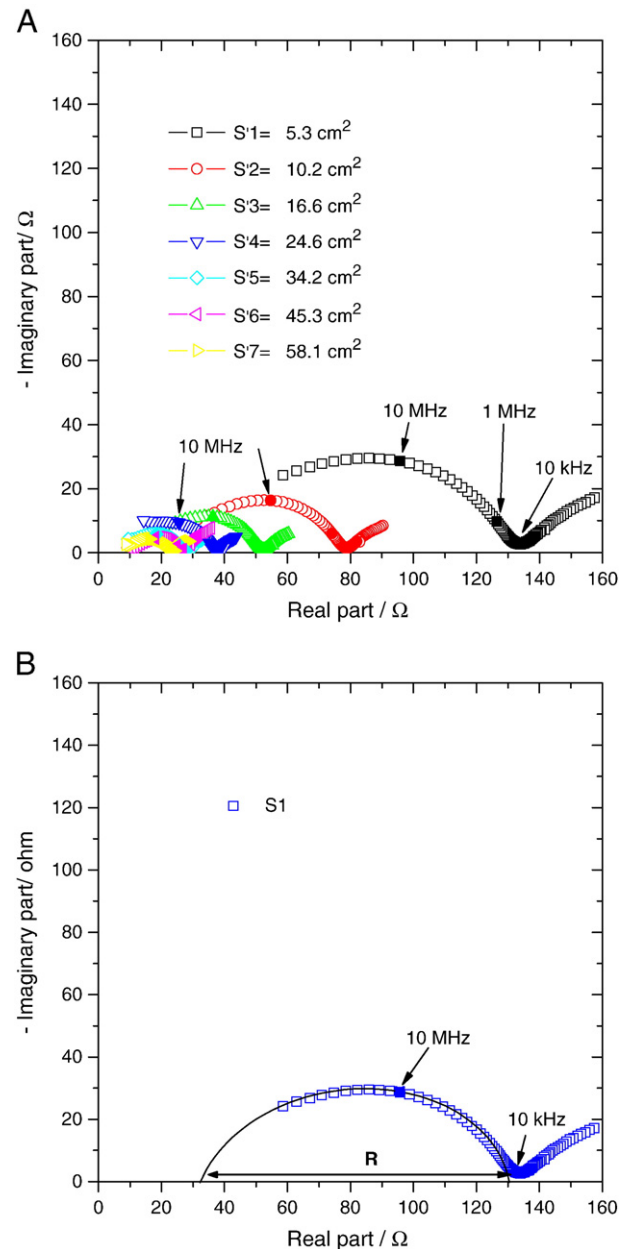 A
160
140
120
100
80
60
40
20
0
- Imaginary part/ Ω
S'1= 5.3 cm²
S'2= 10.2 cm²
S'3= 16.6 cm²
S'4= 24.6 cm²
S'5= 34.2 cm²
S'6= 45.3 cm²
S'7= 58.1 cm²
10 MHz
10 MHz
1 MHz
10 kHz
0 20 40 60 80 100 120 140 160
Real part / Ω
B
160
140
120
100
80
60
40
20
0
- Imaginary part/ ohm
S1
10 MHz
10 kHz
R
0 20 40 60 80 100 120 140 160
Real part / Ω